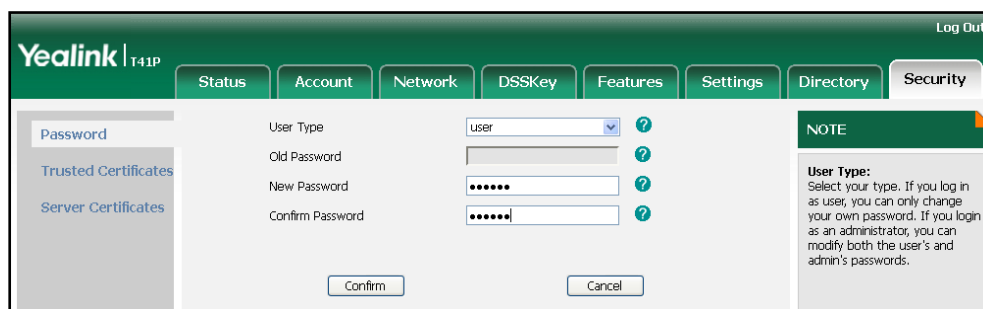 Log Out
Yealink | T41P
Status Account Network DSSKey Features Settings Directory Security
Password
Trusted Certificates
Server Certificates
User Type user
Old Password
New Password ••••••
Confirm Password ••••••
Confirm Cancel
NOTE
User Type:
Select your type. If you log in
as user, you can only change
your own password. If you login
as an administrator, you can
modify both the user's and
admin's passwords.